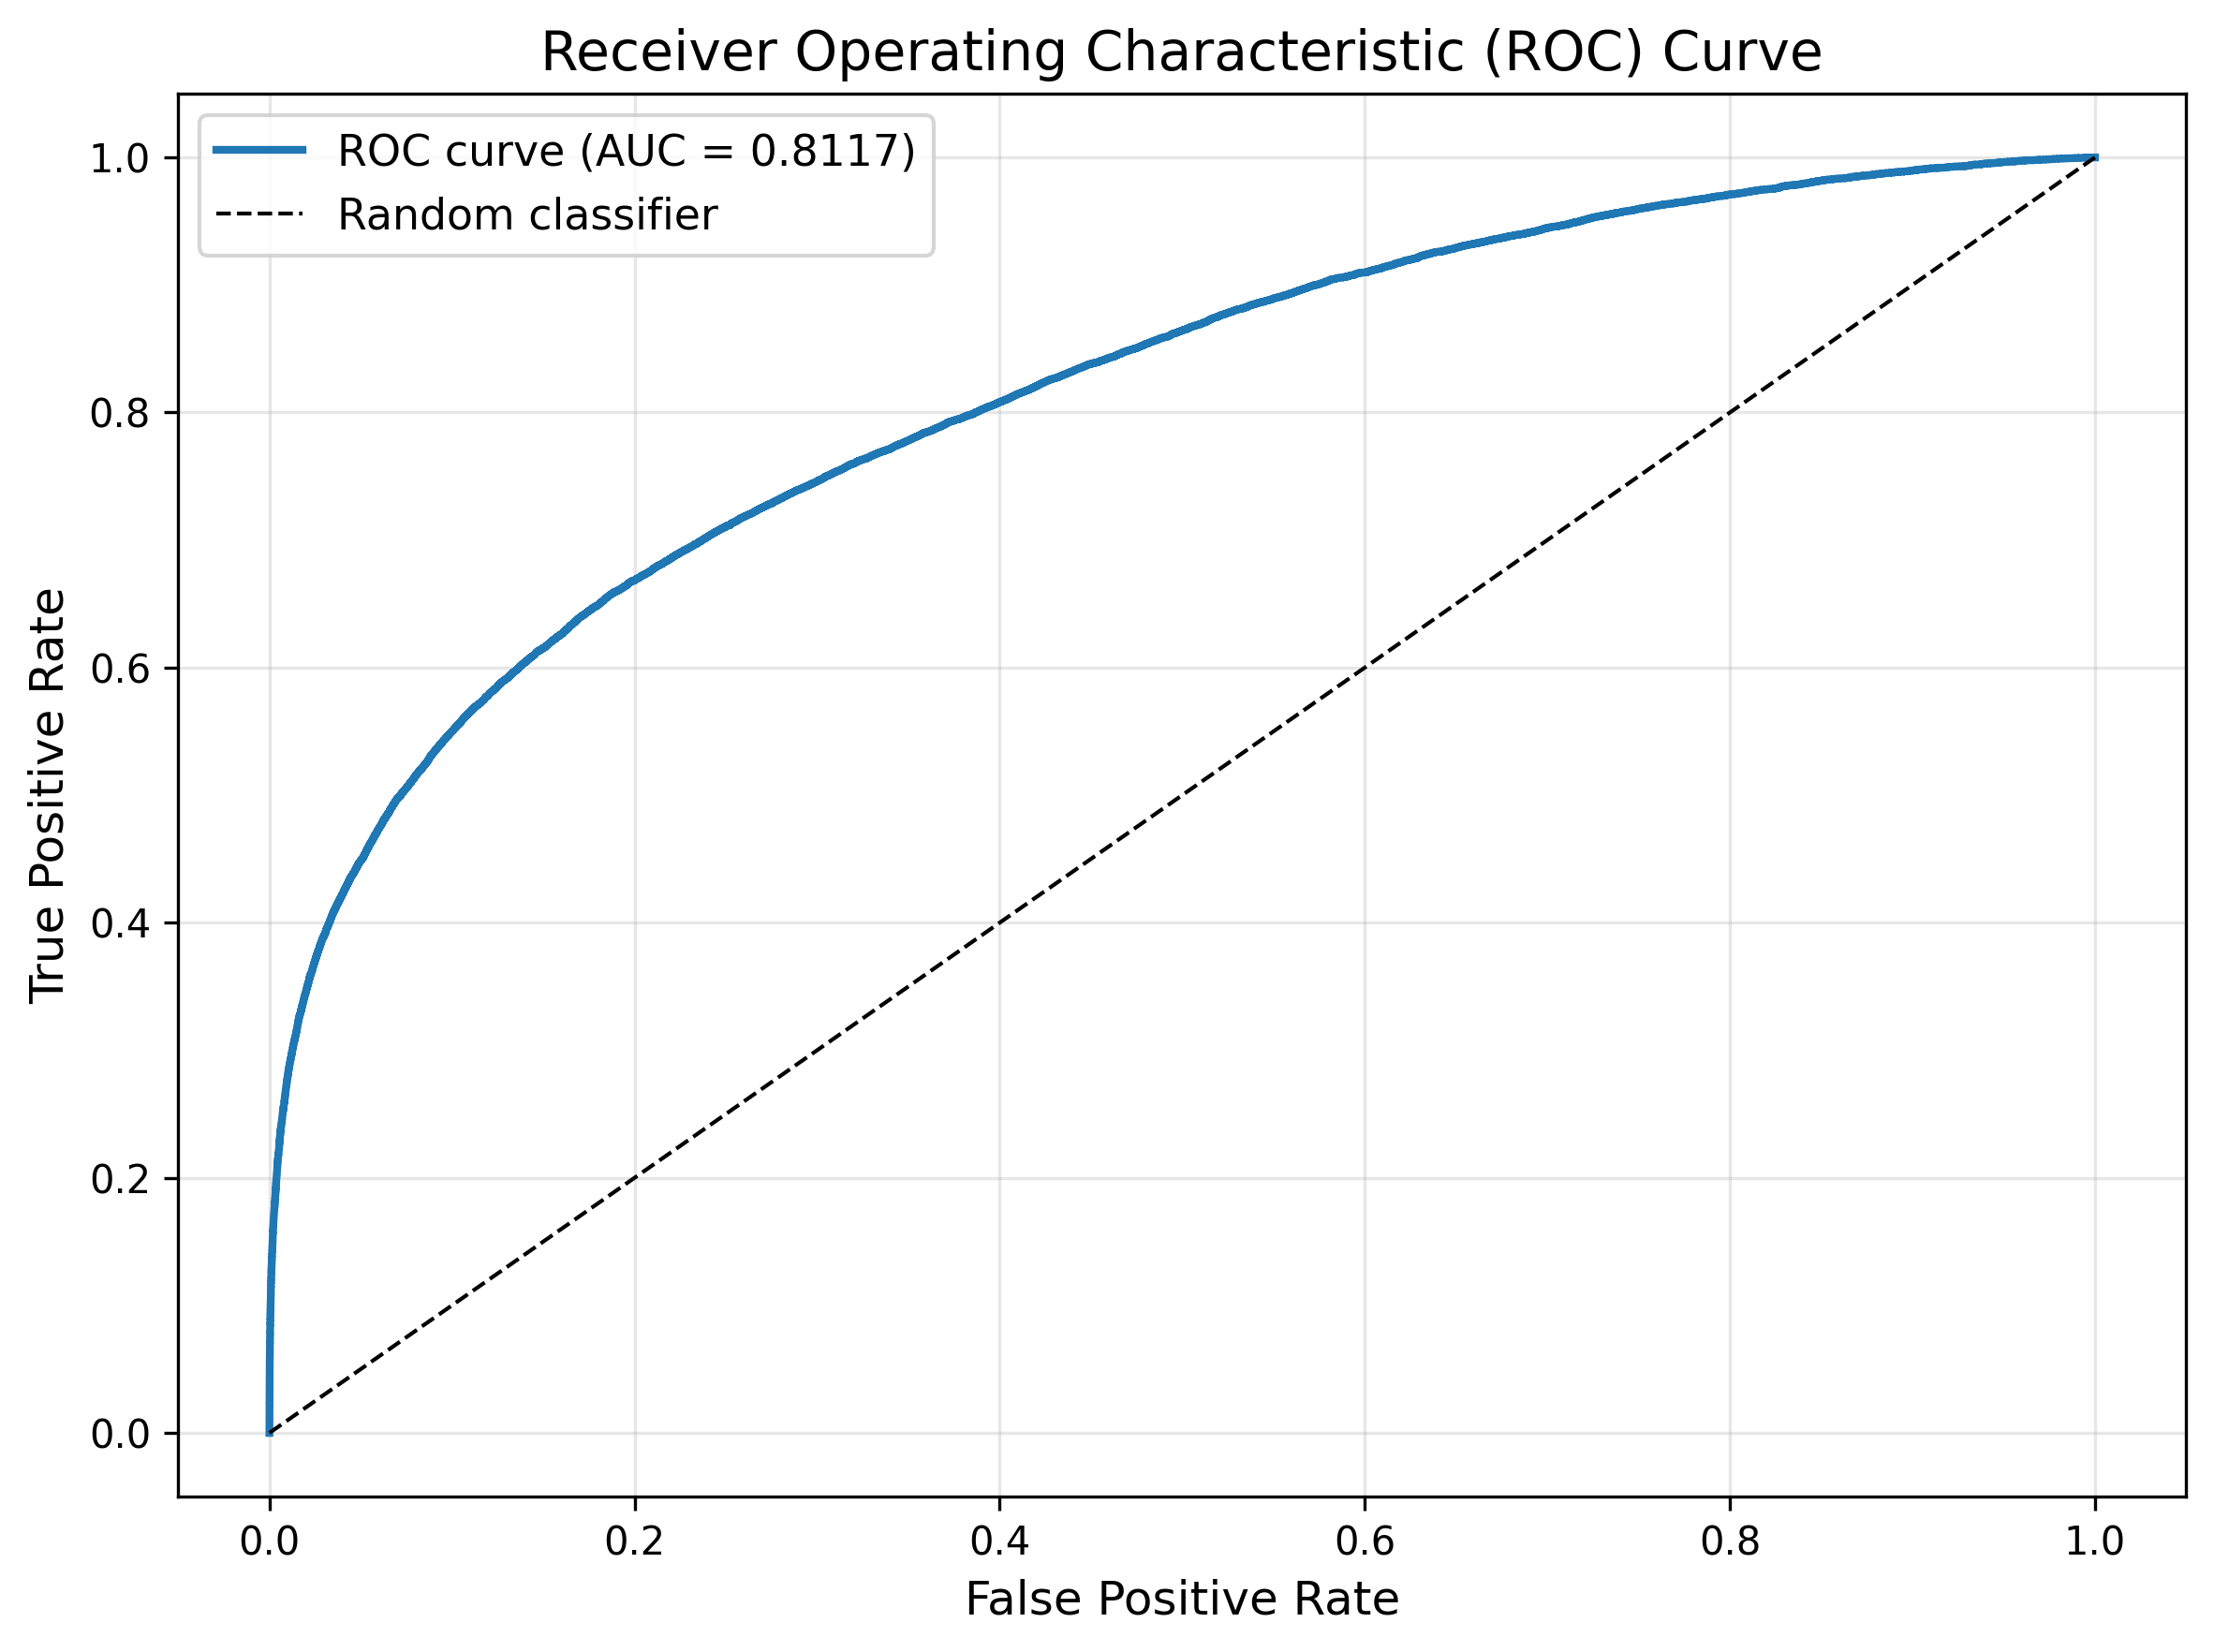 Receiver Operating Characteristic (ROC) Curve
ROC curve (AUC = 0.8117)
Random classifier
True Positive Rate
1.0
0.8
0.6
0.4
0.2
0.0
0.0 0.2 0.4 0.6 0.8 1.0
False Positive Rate